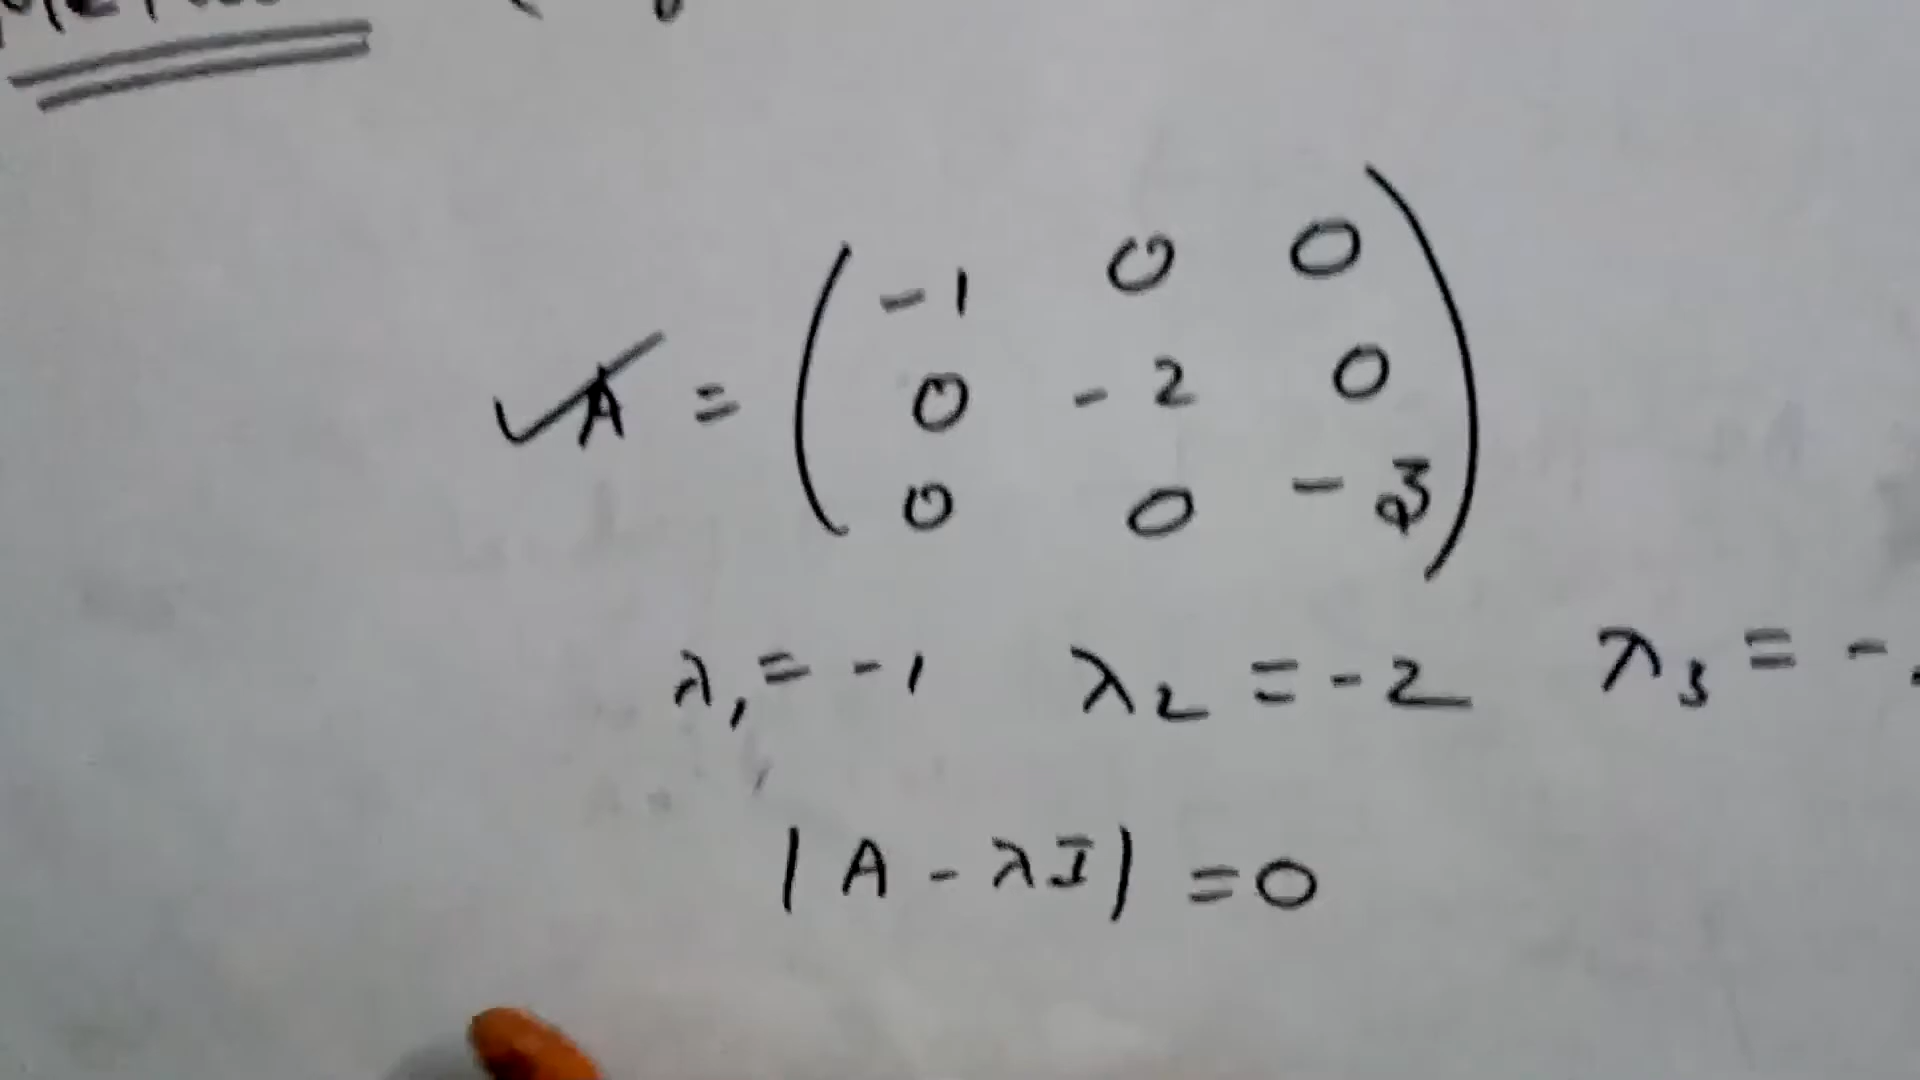 A = ( -1 0 0
0 -2 0
0 0 -3 )
λ₁ = -1 λ₂ = -2 λ₃ = -
|A - λI| = 0